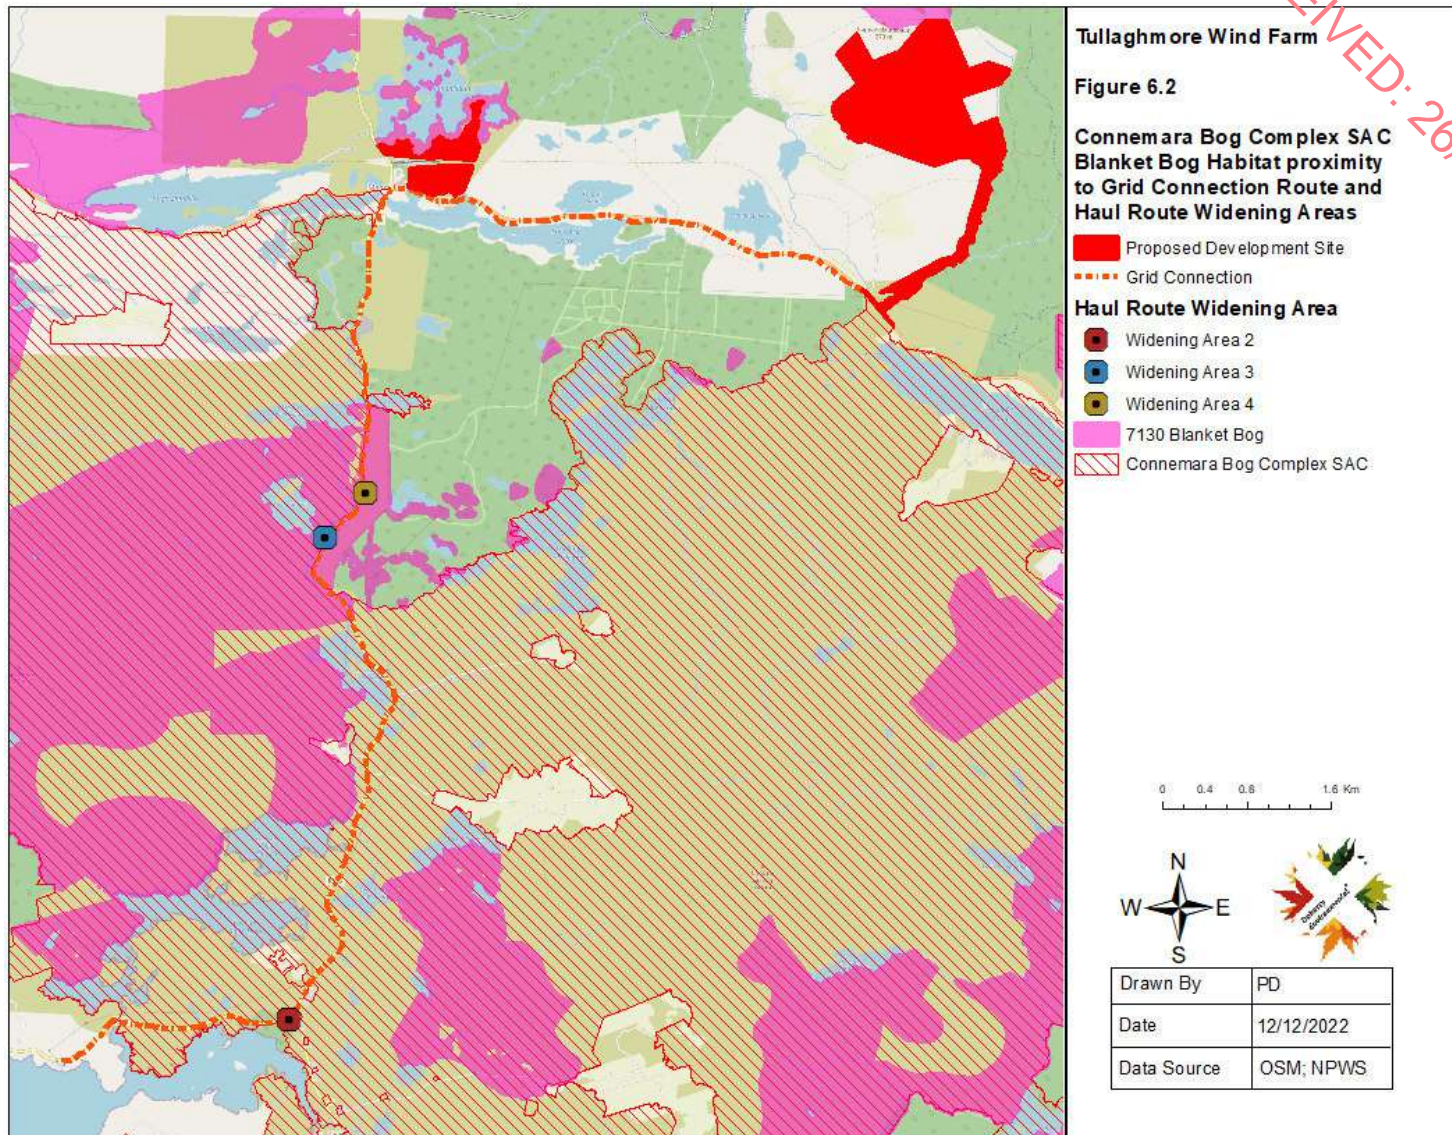 Tullaghmore Wind Farm
Figure 6.2
Connemara Bog Complex SAC
Blanket Bog Habitat proximity
to Grid Connection Route and
Haul Route Widening Areas
Proposed Development Site
Grid Connection
Haul Route Widening Area
Widening Area 2
Widening Area 3
Widening Area 4
7130 Blanket Bog
Connemara Bog Complex SAC
0 0.4 0.8 1.6 Km
N
W E
S
Drawn By PD
Date 12/12/2022
Data Source OSM; NPWS